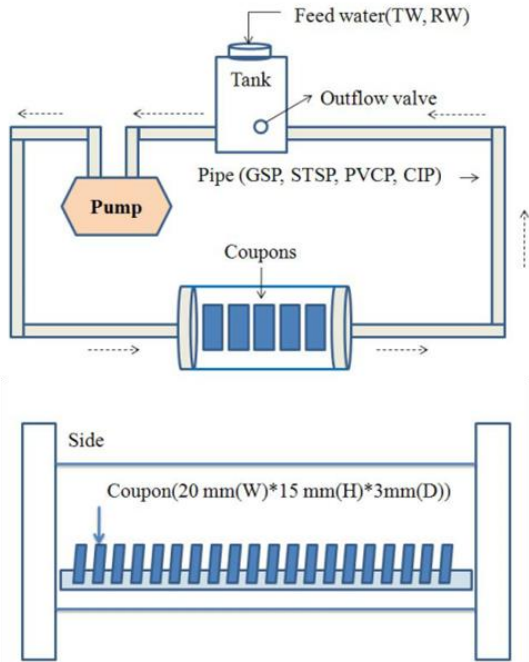 Feed water(TW, RW)
Tank
Outflow valve
Pipe (GSP, STSP, PVCP, CIP)
Pump
Coupons
Side
Coupon(20 mm(W)*15 mm(H)*3mm(D))